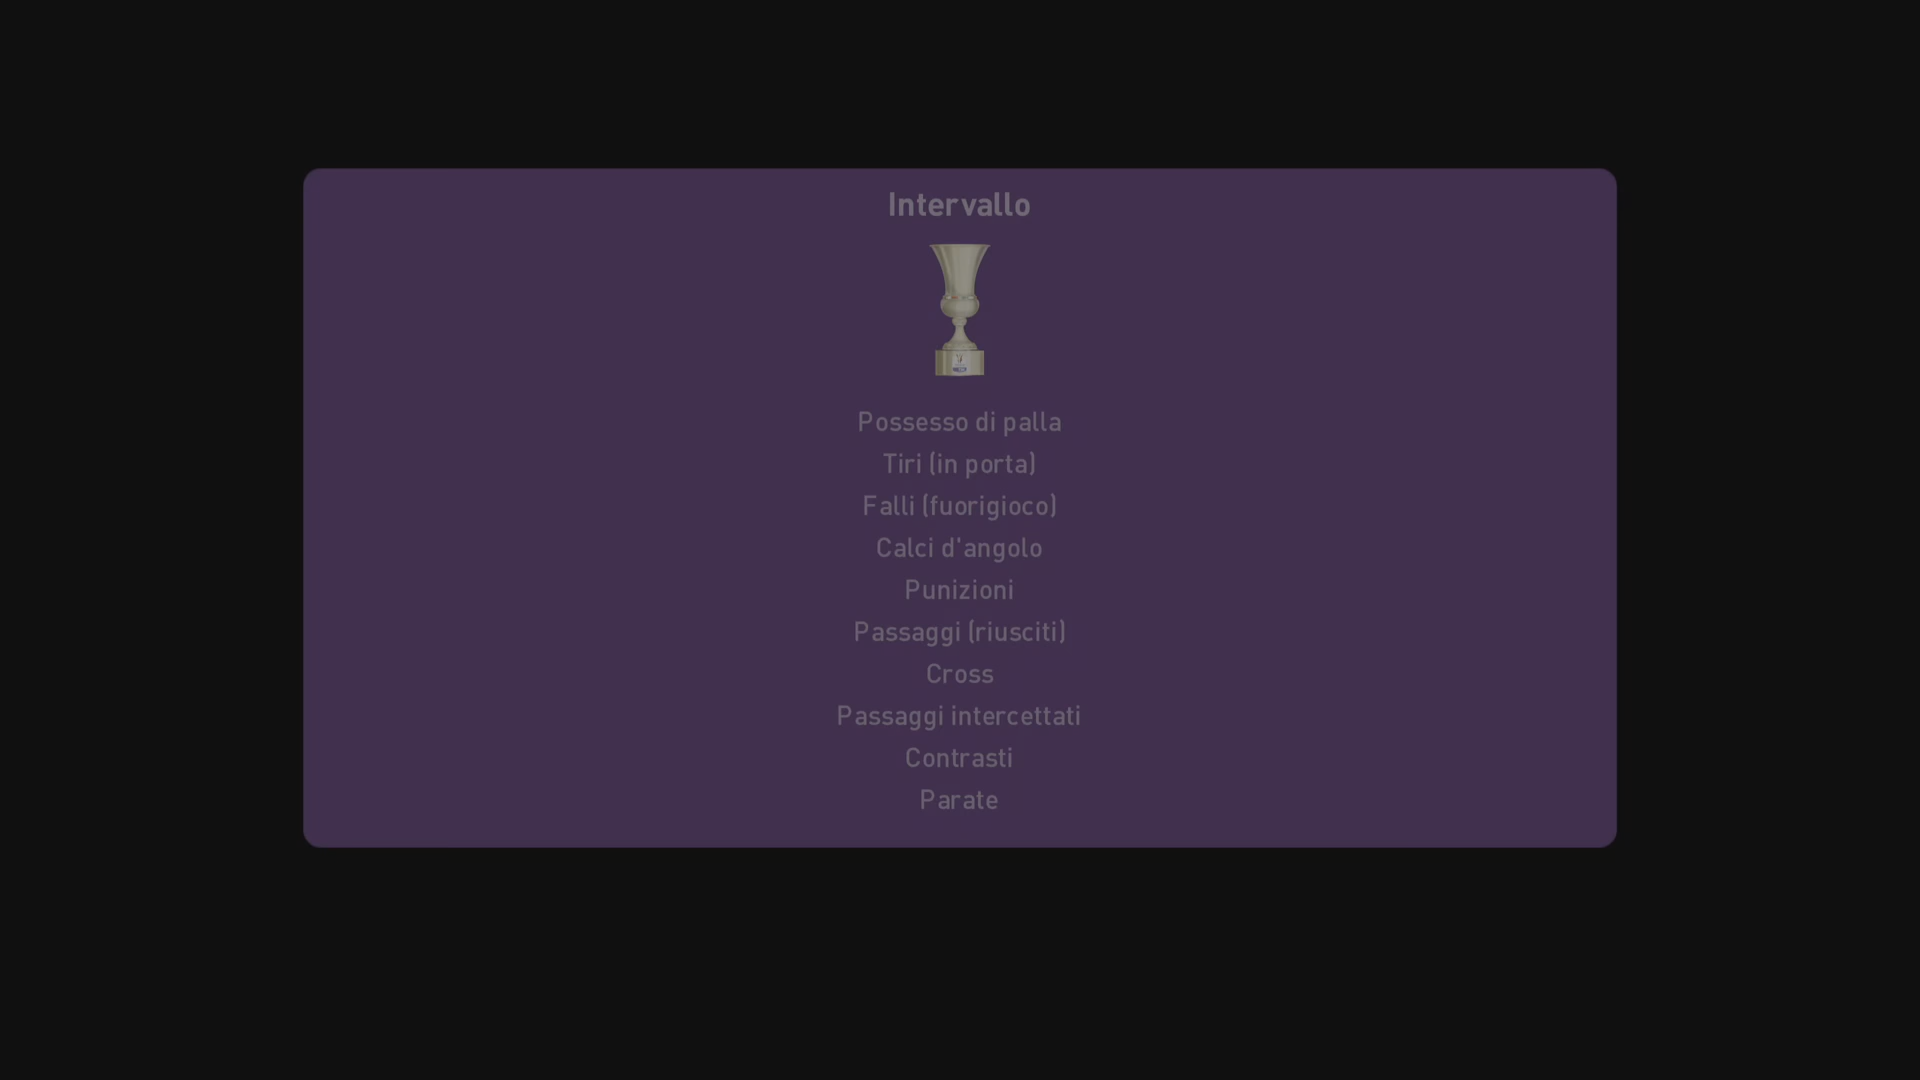 Intervallo
Possesso di palla
Tiri (in porta)
Falli (fuorigioco)
Calci d'angolo
Punizioni
Passaggi (riusciti)
Cross
Passaggi intercettati
Contrasti
Parate